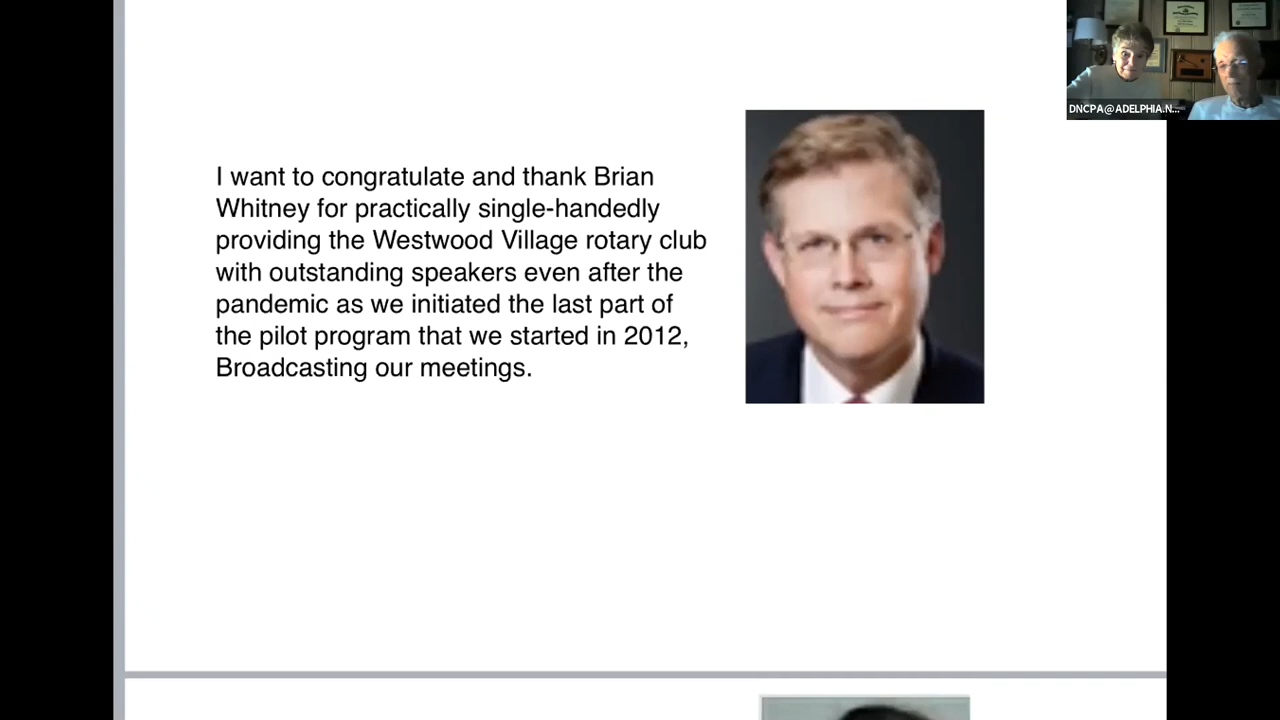 I want to congratulate and thank Brian
Whitney for practically single-handedly
providing the Westwood Village rotary club
with outstanding speakers even after the
pandemic as we initiated the last part of
the pilot program that we started in 2012,
Broadcasting our meetings.
DNCPA@ADELPHIA.N...